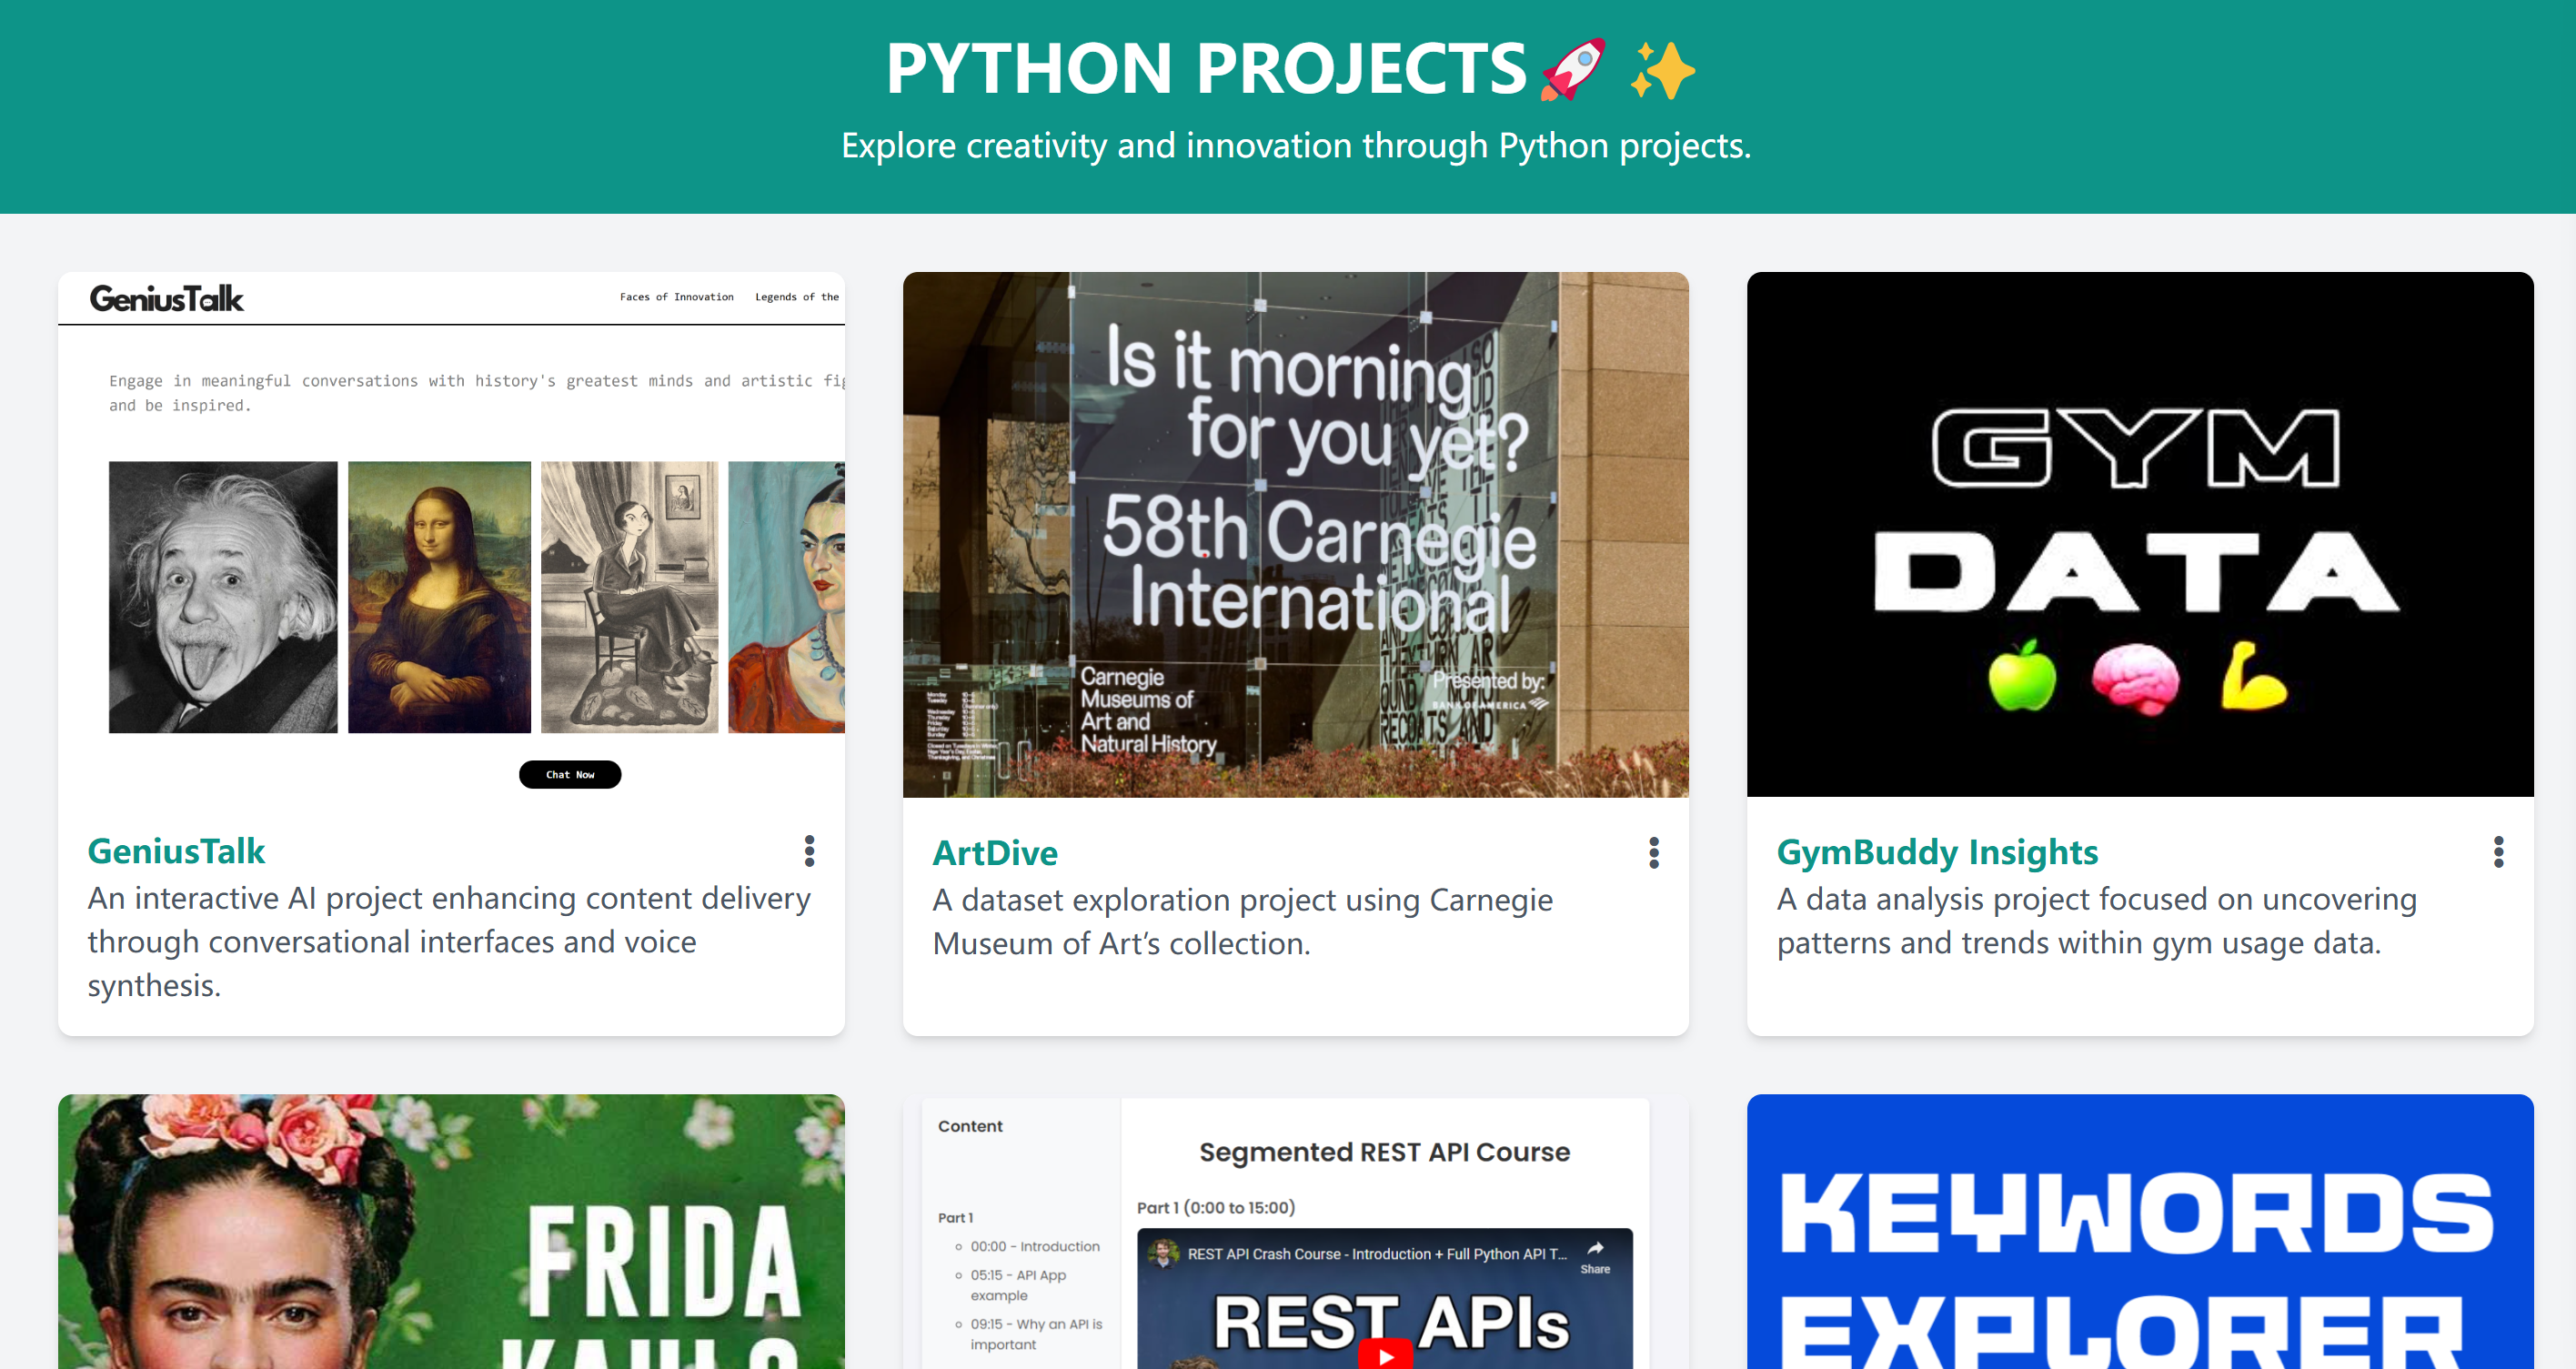 PYTHON PROJECTS🚀 ✨
Explore creativity and innovation through Python projects.
GeniusTalk
Faces of Innovation Legends of the
Engage in meaningful conversations with history's greatest minds and artistic fig
and be inspired.
Chat Now
GeniusTalk
An interactive AI project enhancing content delivery
through conversational interfaces and voice
synthesis.
Is it morning
for you yet?
58th Carnegie
International
Carnegie
Museums of
Art and
Natural History
Presented by:
BANK OF AMERICA
ArtDive
A dataset exploration project using Carnegie
Museum of Art’s collection.
GYM
DATA
🍏 🧠 💪
GymBuddy Insights
A data analysis project focused on uncovering
patterns and trends within gym usage data.
FRIDA
KAHLO
Content
Part 1
00:00 - Introduction
05:15 - API App
example
09:15 - Why an API is
important
Segmented REST API Course
Part 1 (0:00 to 15:00)
REST API Crash Course - Introduction + Full Python API T...
Share
REST APIs
KEYWORDS
EXPLORER